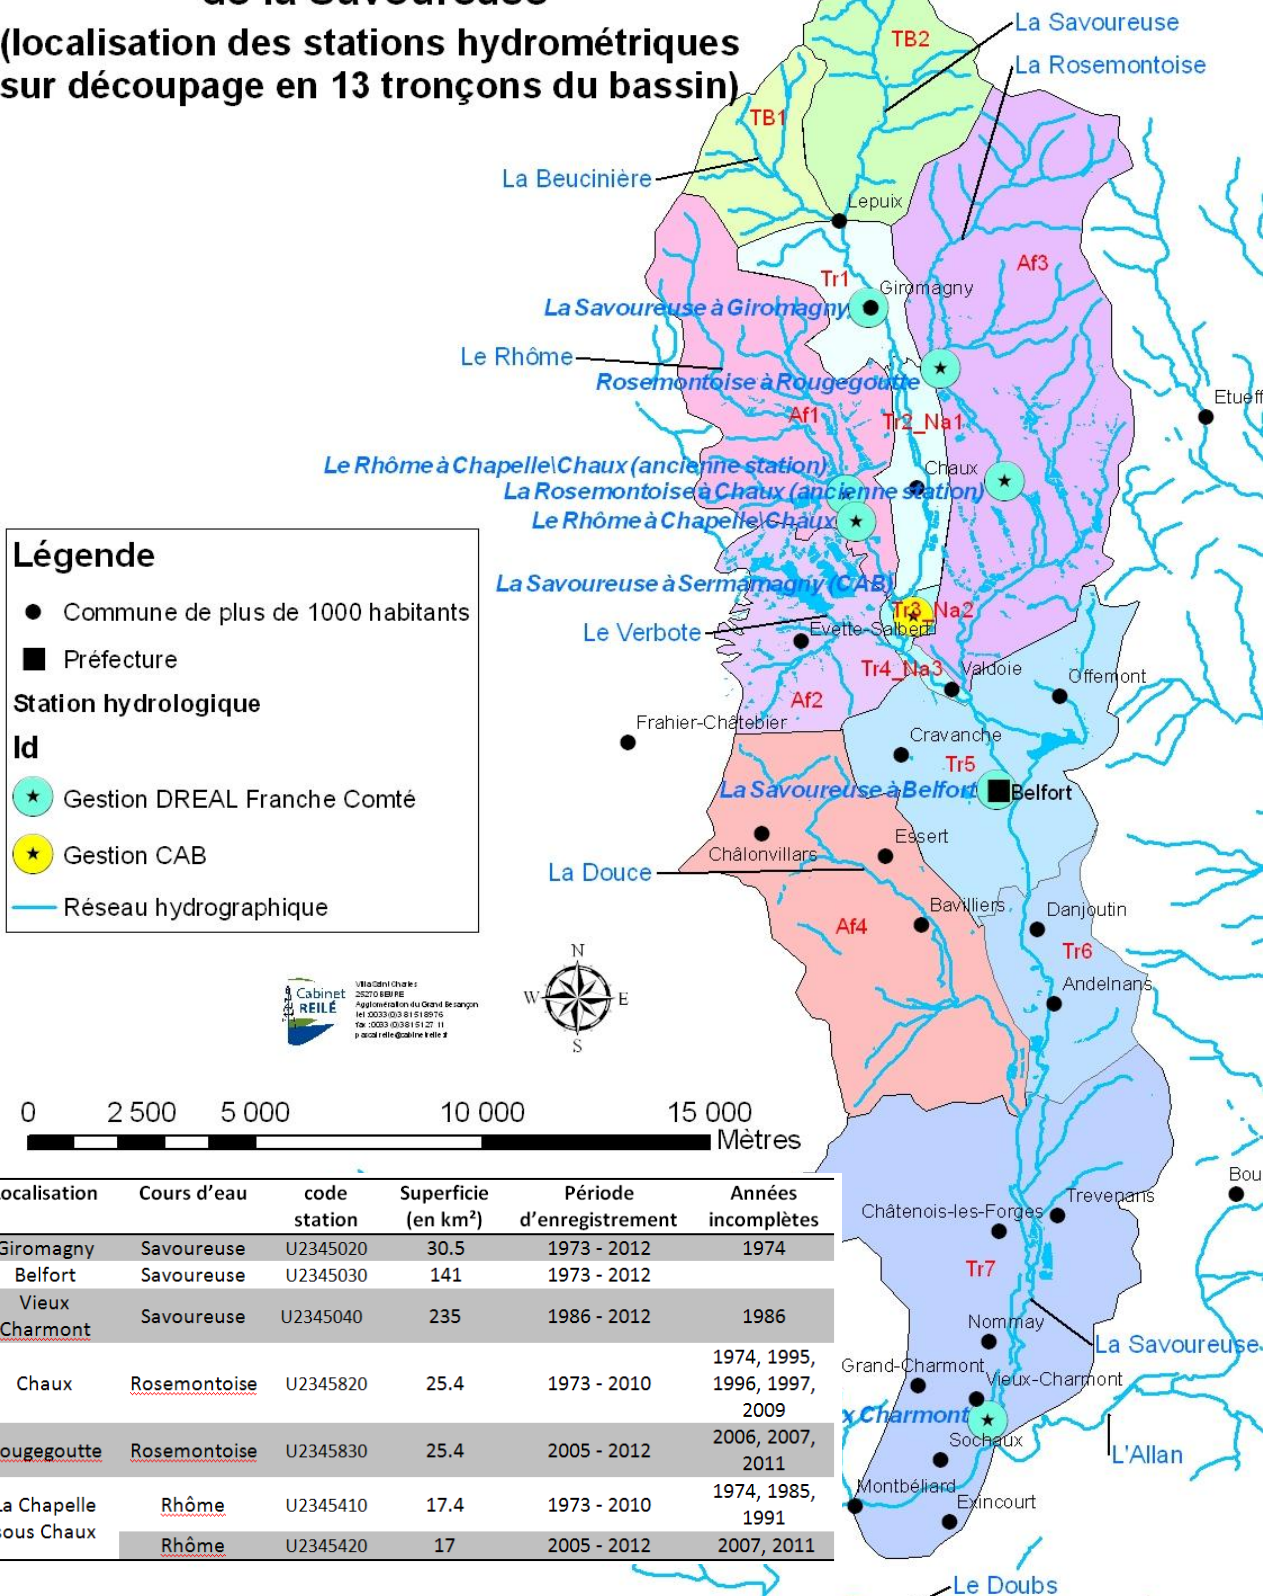 (localisation des stations hydrométriques
sur découpage en 13 tronçons du bassin)
La Savoureuse
La Rosemontoise
TB2
TB1
La Beucinière
Lepuix
Af3
Tr1
Giromagny
La Savoureuse à Giromagny
Le Rhôme
Rosemontoise à Rougegoutte
Etueff
Af1
Tr2_Na1
Le Rhôme à Chapelle\Chaux (ancienne station)
Chaux
La Rosemontoise à Chaux (ancienne station)
Le Rhôme à Chapelle\Chaux
La Savoureuse à Sermamagny (CAB)
Tr3_Na2
Le Verbote
Evette-Salbert
Tr4_Na3
Valdoie
Offemont
Af2
Frahier-Châtebier
Cravanche
Tr5
La Savoureuse à Belfort
Belfort
Essert
Châlonvillars
La Douce
Bavilliers
Danjoutin
Af4
Tr6
Andelnans
Légende
Commune de plus de 1000 habitants
Préfecture
Station hydrologique
Id
Gestion DREAL Franche Comté
Gestion CAB
Réseau hydrographique
Cabinet
REILÉ
25270 BEURE
Agglomération du Grand Besançon
N
W E
S
0 2 500 5 000 10 000 15 000
Mètres
Bou
Trevenans
Châtenois-les-Forges
Tr7
Nommay
La Savoureuse
Grand-Charmont
Vieux-Charmont
x Charmont
Sochaux
L'Allan
Montbéliard
Exincourt
Le Doubs
ocalisation Cours d'eau code station Superficie (en km²) Période d'enregistrement Années incomplètes
Giromagny Savoureuse U2345020 30.5 1973 - 2012 1974
Belfort Savoureuse U2345030 141 1973 - 2012
Vieux Charmont Savoureuse U2345040 235 1986 - 2012 1986
Chaux Rosemontoise U2345820 25.4 1973 - 2010 1974, 1995, 1996, 1997, 2009
ougegoutte Rosemontoise U2345830 25.4 2005 - 2012 2006, 2007, 2011
La Chapelle sous Chaux Rhôme U2345410 17.4 1973 - 2010 1974, 1985, 1991
Rhôme U2345420 17 2005 - 2012 2007, 2011